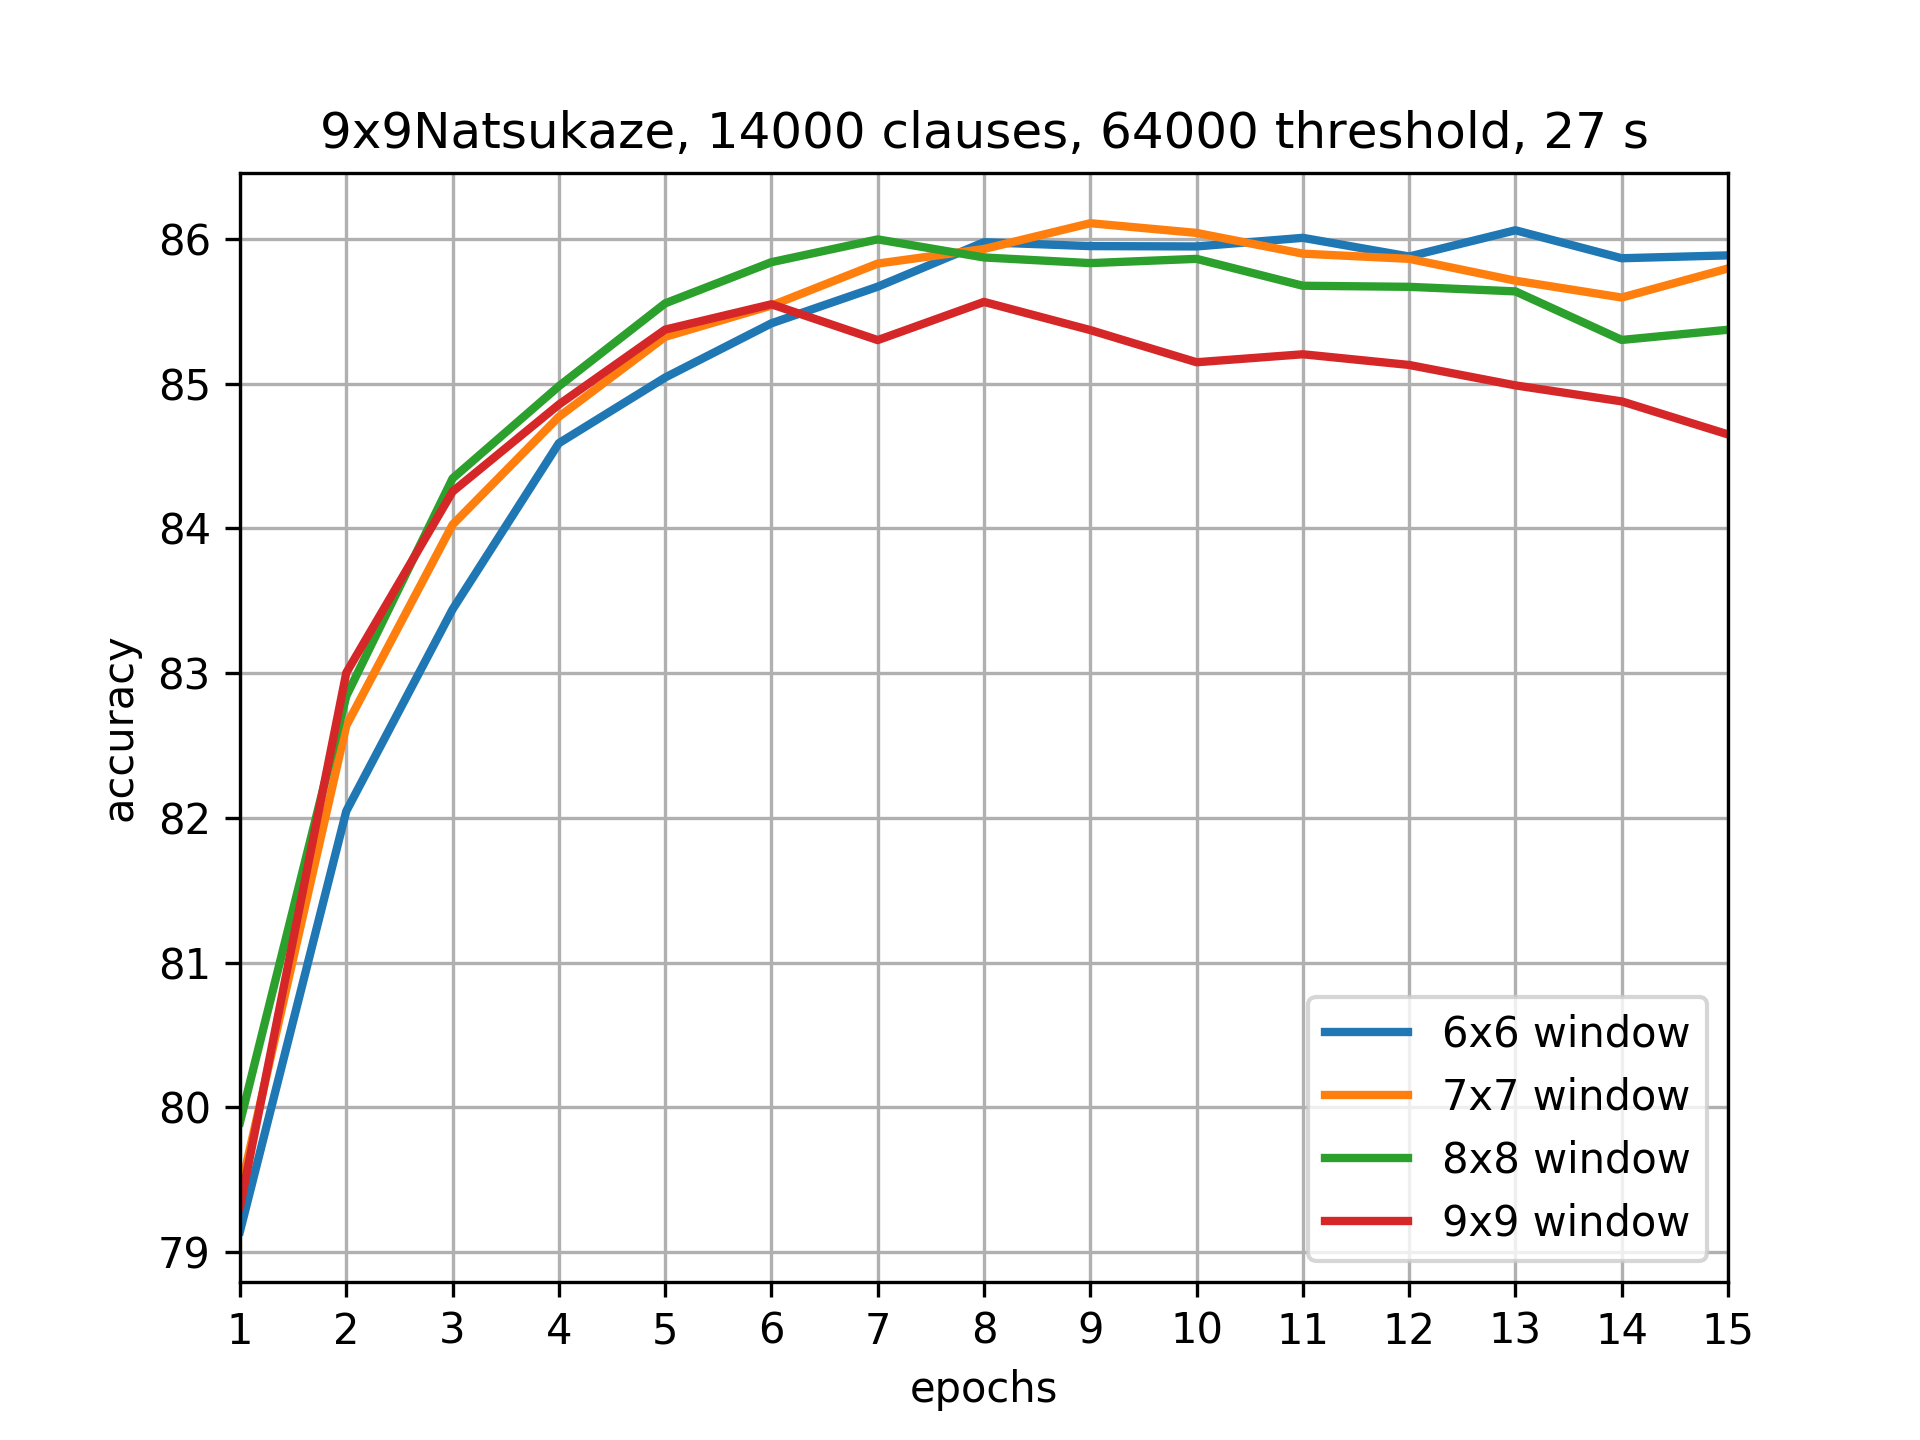 9x9Natsukaze, 14000 clauses, 64000 threshold, 27 s
accuracy
86
85
84
83
82
81
80
79
6x6 window
7x7 window
8x8 window
9x9 window
1 2 3 4 5 6 7 8 9 10 11 12 13 14 15
epochs